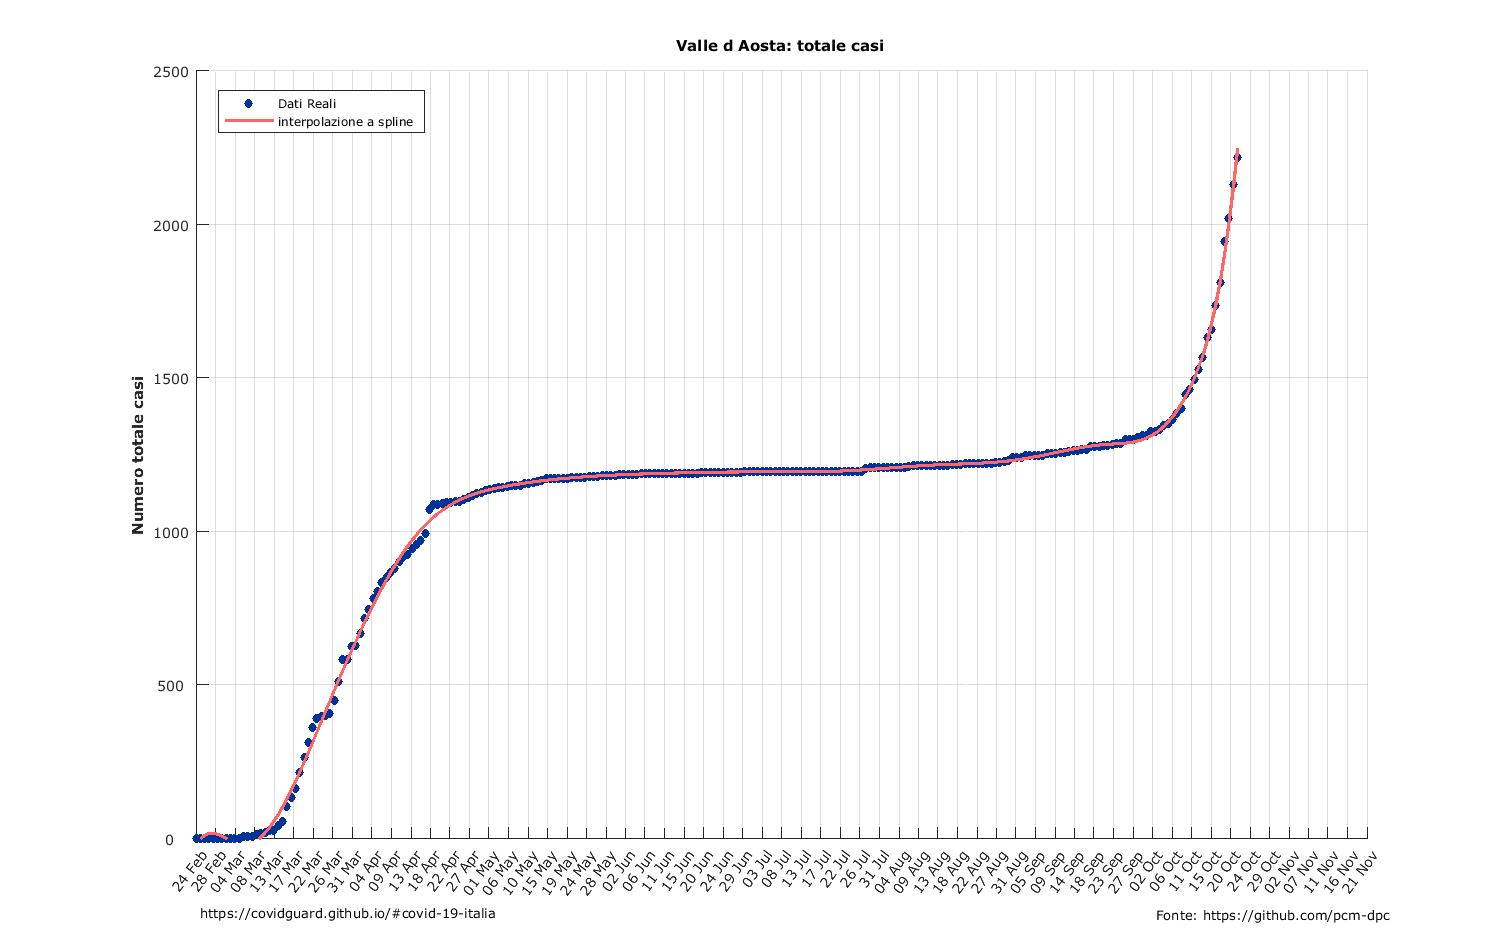 Valle d Aosta: totale casi
2500
2000
1500
1000
500
0
Numero totale casi
Dati Reali
interpolazione a spline
24 Feb
28 Feb
04 Mar
08 Mar
13 Mar
17 Mar
22 Mar
26 Mar
31 Mar
04 Apr
09 Apr
13 Apr
18 Apr
22 Apr
27 Apr
01 May
06 May
10 May
15 May
19 May
24 May
28 May
02 Jun
06 Jun
11 Jun
15 Jun
20 Jun
24 Jun
29 Jun
03 Jul
08 Jul
13 Jul
17 Jul
22 Jul
26 Jul
31 Jul
04 Aug
09 Aug
13 Aug
18 Aug
22 Aug
27 Aug
31 Aug
05 Sep
09 Sep
14 Sep
18 Sep
23 Sep
27 Sep
02 Oct
06 Oct
11 Oct
15 Oct
20 Oct
24 Oct
29 Oct
02 Nov
07 Nov
11 Nov
16 Nov
21 Nov
https://covidguard.github.io/#covid-19-italia
Fonte: https://github.com/pcm-dpc